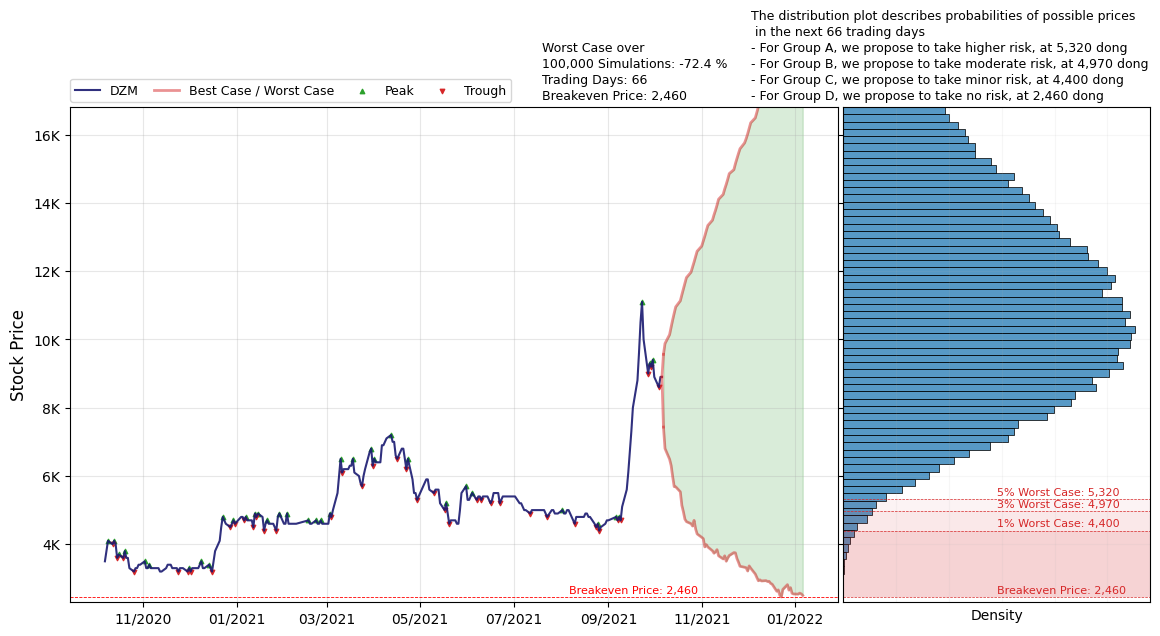 The distribution plot describes probabilities of possible prices
in the next 66 trading days
- For Group A, we propose to take higher risk, at 5,320 dong
- For Group B, we propose to take moderate risk, at 4,970 dong
- For Group C, we propose to take minor risk, at 4,400 dong
- For Group D, we propose to take no risk, at 2,460 dong
Worst Case over
100,000 Simulations: -72.4 %
Trading Days: 66
Breakeven Price: 2,460
DZM
Best Case / Worst Case
Peak
Trough
Stock Price
16K
14K
12K
10K
8K
6K
4K
Breakeven Price: 2,460
11/2020
01/2021
03/2021
05/2021
07/2021
09/2021
11/2021
01/2022
5% Worst Case: 5,320
3% Worst Case: 4,970
1% Worst Case: 4,400
Breakeven Price: 2,460
Density